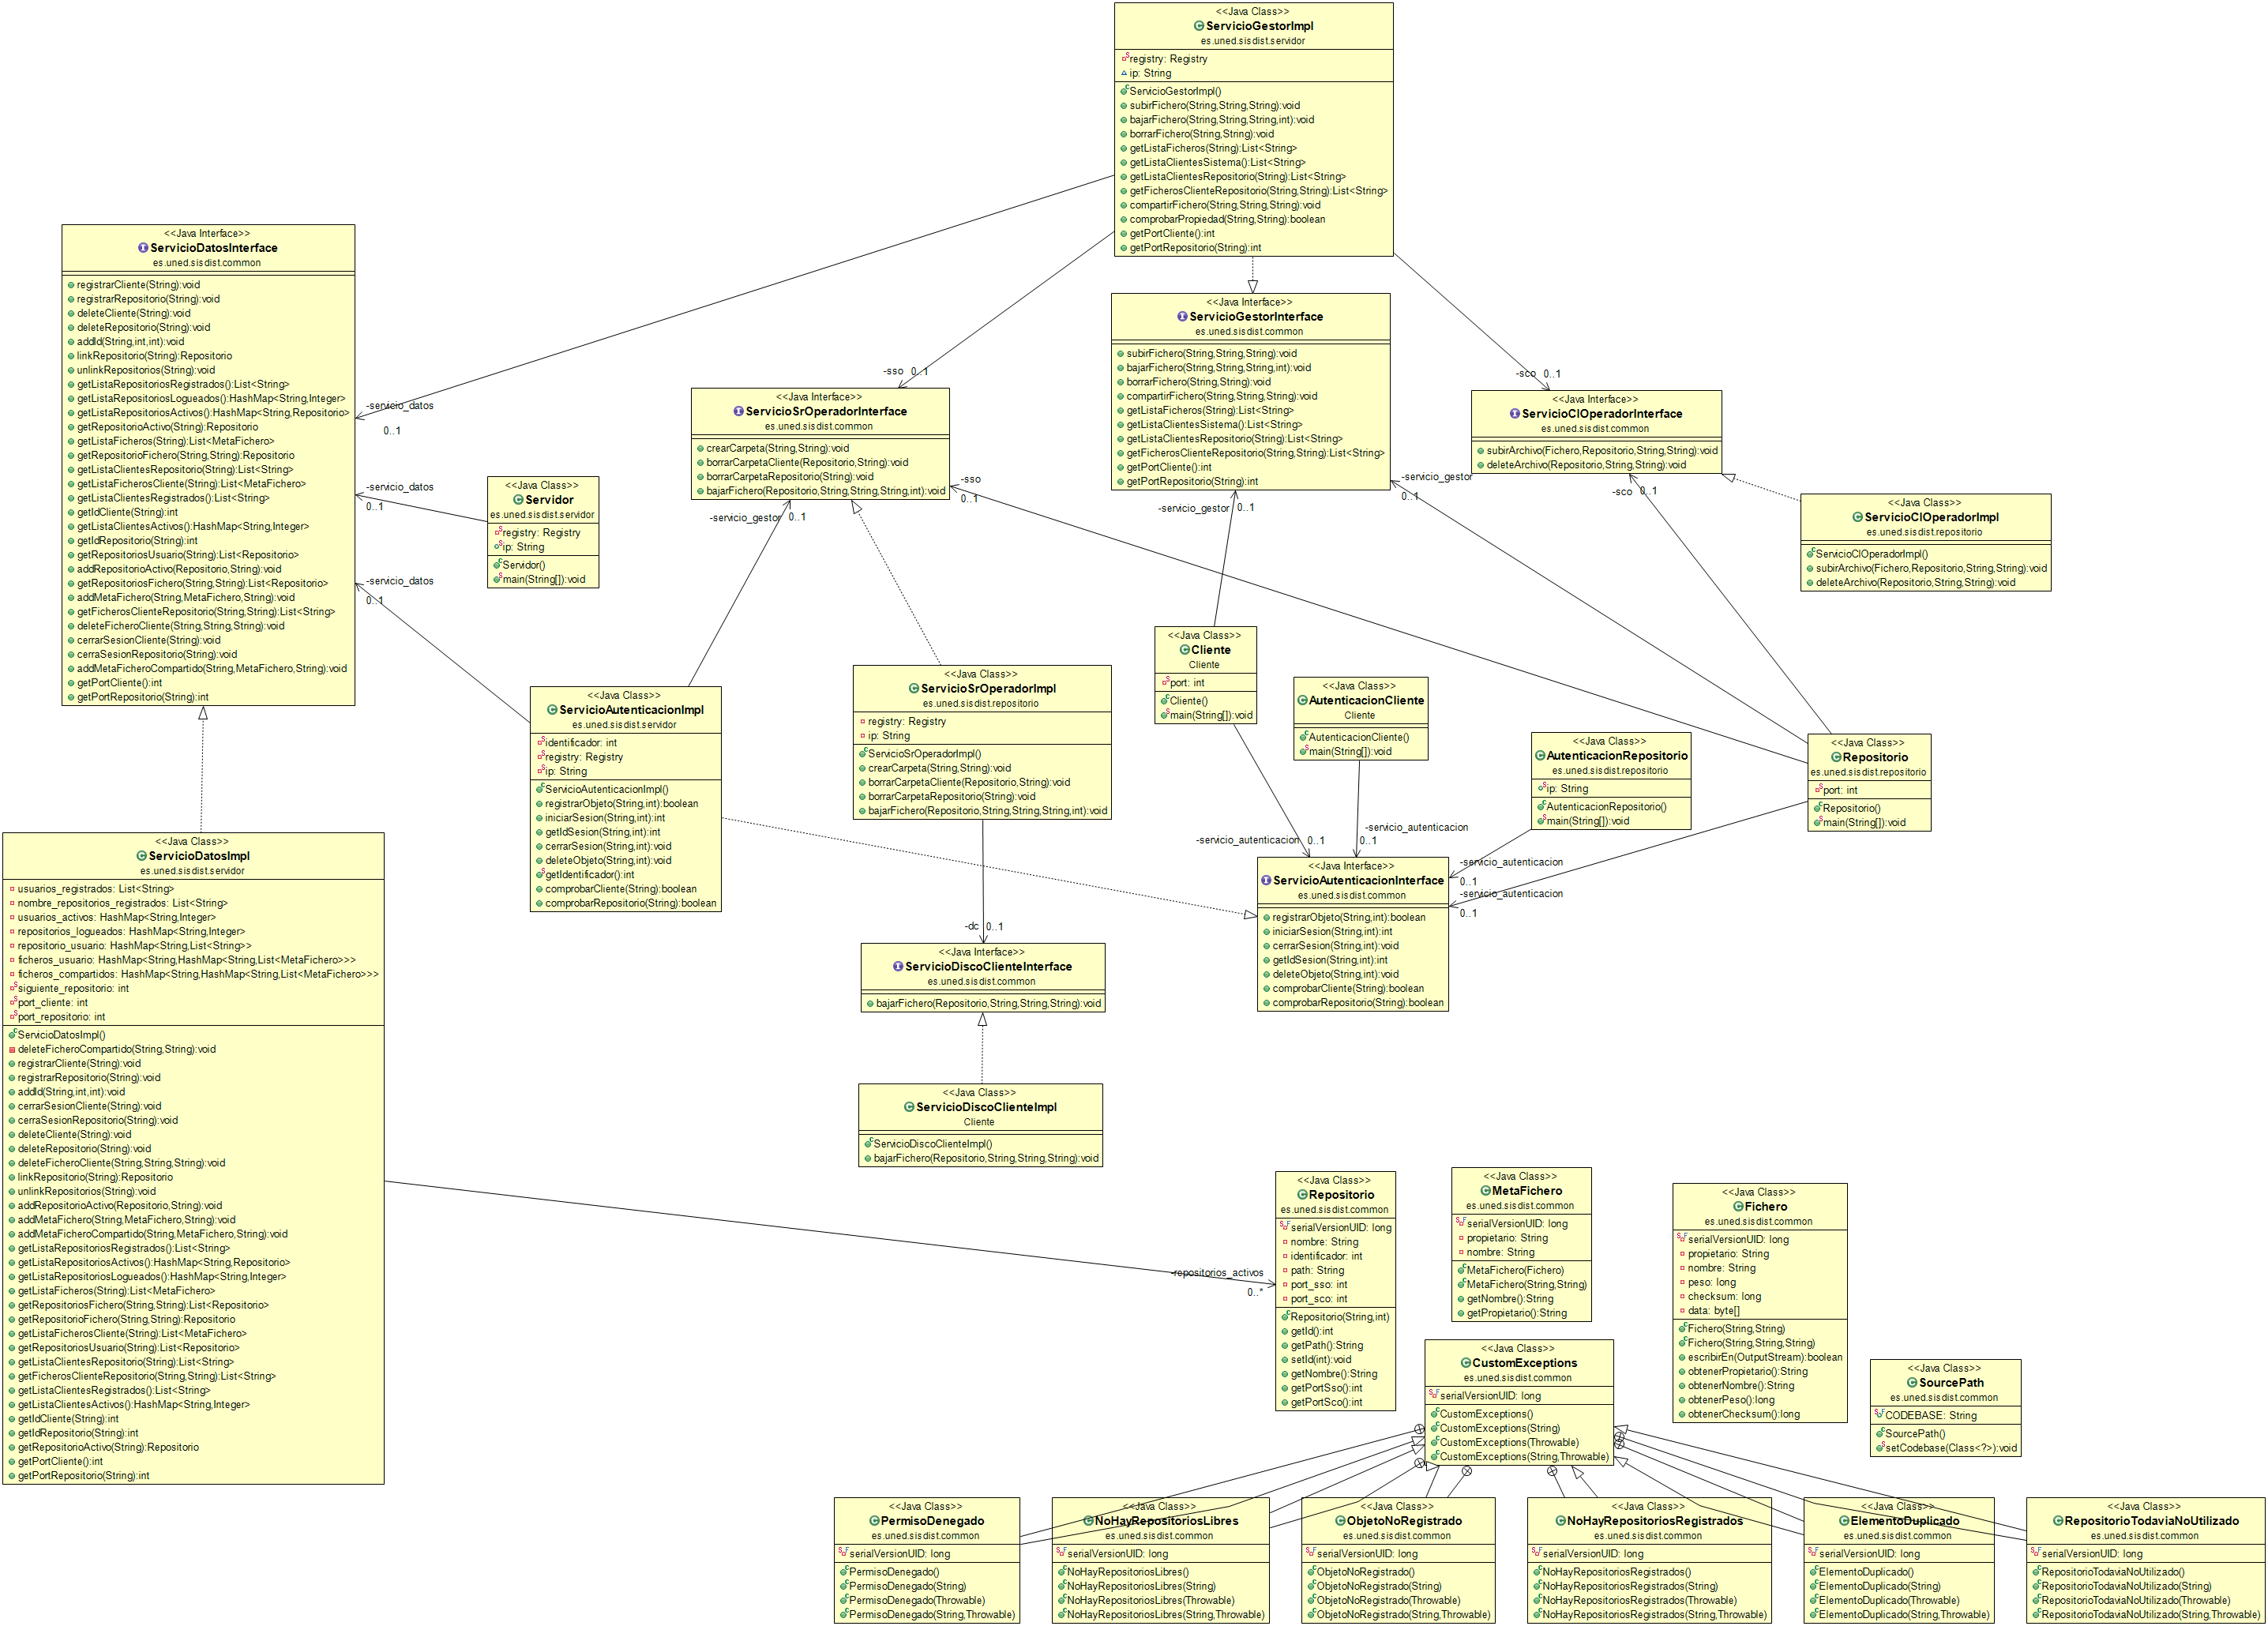 <<Java Class>>
ServicioGestorImpl
es.uned.sisdist.servidor
registry: Registry
ip: String
ServicioGestorImpl()
subirFichero(String,String,String):void
bajarFichero(String,String,String,int):void
borrarFichero(String,String):void
getListaFicheros(String):List<String>
getListaClientesSistema():List<String>
getListaClientesRepositorio(String):List<String>
getFicherosClienteRepositorio(String,String):List<String>
compartirFichero(String,String,String):void
comprobarPropiedad(String,String):boolean
getPortCliente():int
getPortRepositorio(String):int
<<Java Interface>>
ServicioDatosInterface
es.uned.sisdist.common
registrarCliente(String):void
registrarRepositorio(String):void
deleteCliente(String):void
deleteRepositorio(String):void
addId(String,int,int):void
linkRepositorio(String):Repositorio
unlinkRepositorios(String):void
getListaRepositoriosRegistrados():List<String>
getListaRepositoriosLogueados():HashMap<String,Integer>
getListaRepositoriosActivos():HashMap<String,Repositorio>
getRepositorioActivo(String):Repositorio
getListaFicheros(String):List<MetaFichero>
getRepositorioFichero(String,String):Repositorio
getListaClientesRepositorio(String):List<String>
getListaFicherosCliente(String):List<MetaFichero>
getListaClientesRegistrados():List<String>
getIdCliente(String):int
getListaClientesActivos():HashMap<String,Integer>
getIdRepositorio(String):int
getRepositoriosUsuario(String):List<Repositorio>
addRepositorioActivo(Repositorio,String):void
getRepositoriosFichero(String,String):List<Repositorio>
addMetaFichero(String,MetaFichero,String):void
getFicherosClienteRepositorio(String,String):List<String>
deleteFicheroCliente(String,String,String):void
cerrarSesionCliente(String):void
cerraSesionRepositorio(String):void
addMetaFicheroCompartido(String,MetaFichero,String):void
getPortCliente():int
getPortRepositorio(String):int
-servicio_datos
0..1
-servicio_datos
0..1
-servicio_datos
0..1
<<Java Class>>
Servidor
es.uned.sisdist.servidor
registry: Registry
ip: String
Servidor()
main(String[]):void
-sso 0..1
<<Java Interface>>
ServicioSrOperadorInterface
es.uned.sisdist.common
crearCarpeta(String,String):void
borrarCarpetaCliente(Repositorio,String):void
borrarCarpetaRepositorio(String):void
bajarFichero(Repositorio,String,String,String,int):void
-sso
0..1
-servicio_gestor 0..1
<<Java Interface>>
ServicioGestorInterface
es.uned.sisdist.common
subirFichero(String,String,String):void
bajarFichero(String,String,String,int):void
borrarFichero(String,String):void
compartirFichero(String,String,String):void
getListaFicheros(String):List<String>
getListaClientesSistema():List<String>
getListaClientesRepositorio(String):List<String>
getFicherosClienteRepositorio(String,String):List<String>
getPortCliente():int
getPortRepositorio(String):int
-servicio_gestor 0..1
-servicio_gestor
0..1
-sco 0..1
<<Java Interface>>
ServicioClOperadorInterface
es.uned.sisdist.common
subirArchivo(Fichero,Repositorio,String,String):void
deleteArchivo(Repositorio,String,String):void
-sco 0..1
<<Java Class>>
ServicioClOperadorImpl
es.uned.sisdist.repositorio
ServicioClOperadorImpl()
subirArchivo(Fichero,Repositorio,String,String):void
deleteArchivo(Repositorio,String,String):void
<<Java Class>>
ServicioAutenticacionImpl
es.uned.sisdist.servidor
identificador: int
registry: Registry
ip: String
ServicioAutenticacionImpl()
registrarObjeto(String,int):boolean
iniciarSesion(String,int):int
getIdSesion(String,int):int
cerrarSesion(String,int):void
deleteObjeto(String,int):void
getIdentificador():int
comprobarCliente(String):boolean
comprobarRepositorio(String):boolean
<<Java Class>>
ServicioSrOperadorImpl
es.uned.sisdist.repositorio
registry: Registry
ip: String
ServicioSrOperadorImpl()
crearCarpeta(String,String):void
borrarCarpetaCliente(Repositorio,String):void
borrarCarpetaRepositorio(String):void
bajarFichero(Repositorio,String,String,String,int):void
<<Java Class>>
Cliente
Cliente
port: int
Cliente()
main(String[]):void
<<Java Class>>
AutenticacionCliente
Cliente
AutenticacionCliente()
main(String[]):void
<<Java Class>>
AutenticacionRepositorio
es.uned.sisdist.repositorio
ip: String
AutenticacionRepositorio()
main(String[]):void
<<Java Class>>
Repositorio
es.uned.sisdist.repositorio
port: int
Repositorio()
main(String[]):void
-servicio_autenticacion 0..1
-servicio_autenticacion
0..1
-servicio_autenticacion
0..1
-servicio_autenticacion
0..1
<<Java Interface>>
ServicioAutenticacionInterface
es.uned.sisdist.common
registrarObjeto(String,int):boolean
iniciarSesion(String,int):int
cerrarSesion(String,int):void
getIdSesion(String,int):int
deleteObjeto(String,int):void
comprobarCliente(String):boolean
comprobarRepositorio(String):boolean
<<Java Class>>
ServicioDatosImpl
es.uned.sisdist.servidor
usuarios_registrados: List<String>
nombre_repositorios_registrados: List<String>
usuarios_activos: HashMap<String,Integer>
repositorios_logueados: HashMap<String,Integer>
repositorio_usuario: HashMap<String,List<String>>
ficheros_usuario: HashMap<String,HashMap<String,List<MetaFichero>>>
ficheros_compartidos: HashMap<String,HashMap<String,List<MetaFichero>>>
siguiente_repositorio: int
port_cliente: int
port_repositorio: int
ServicioDatosImpl()
deleteFicheroCompartido(String,String):void
registrarCliente(String):void
registrarRepositorio(String):void
addId(String,int,int):void
cerrarSesionCliente(String):void
cerraSesionRepositorio(String):void
deleteCliente(String):void
deleteRepositorio(String):void
deleteFicheroCliente(String,String,String):void
linkRepositorio(String):Repositorio
unlinkRepositorios(String):void
addRepositorioActivo(Repositorio,String):void
addMetaFichero(String,MetaFichero,String):void
addMetaFicheroCompartido(String,MetaFichero,String):void
getListaRepositoriosRegistrados():List<String>
getListaRepositoriosActivos():HashMap<String,Repositorio>
getListaRepositoriosLogueados():HashMap<String,Integer>
getListaFicheros(String):List<MetaFichero>
getRepositoriosFichero(String,String):List<Repositorio>
getRepositorioFichero(String,String):Repositorio
getListaFicherosCliente(String):List<MetaFichero>
getRepositoriosUsuario(String):List<Repositorio>
getListaClientesRepositorio(String):List<String>
getFicherosClienteRepositorio(String,String):List<String>
getListaClientesRegistrados():List<String>
getListaClientesActivos():HashMap<String,Integer>
getIdCliente(String):int
getIdRepositorio(String):int
getRepositorioActivo(String):Repositorio
getPortCliente():int
getPortRepositorio(String):int
-dc 0..1
<<Java Interface>>
ServicioDiscoClienteInterface
es.uned.sisdist.common
bajarFichero(Repositorio,String,String,String):void
<<Java Class>>
ServicioDiscoClienteImpl
Cliente
ServicioDiscoClienteImpl()
bajarFichero(Repositorio,String,String,String):void
-repositorios_activos
0..*
<<Java Class>>
Repositorio
es.uned.sisdist.common
serialVersionUID: long
nombre: String
identificador: int
path: String
port_sso: int
port_sco: int
Repositorio(String,int)
getId():int
getPath():String
setId(int):void
getNombre():String
getPortSso():int
getPortSco():int
<<Java Class>>
MetaFichero
es.uned.sisdist.common
serialVersionUID: long
propietario: String
nombre: String
MetaFichero(Fichero)
MetaFichero(String,String)
getNombre():String
getPropietario():String
<<Java Class>>
Fichero
es.uned.sisdist.common
serialVersionUID: long
propietario: String
nombre: String
peso: long
checksum: long
data: byte[]
Fichero(String,String)
Fichero(String,String,String)
escribirEn(OutputStream):boolean
obtenerPropietario():String
obtenerNombre():String
obtenerPeso():long
obtenerChecksum():long
<<Java Class>>
CustomExceptions
es.uned.sisdist.common
serialVersionUID: long
CustomExceptions()
CustomExceptions(String)
CustomExceptions(Throwable)
CustomExceptions(String,Throwable)
<<Java Class>>
SourcePath
es.uned.sisdist.common
CODEBASE: String
SourcePath()
setCodebase(Class<?>):void
<<Java Class>>
PermisoDenegado
es.uned.sisdist.common
serialVersionUID: long
PermisoDenegado()
PermisoDenegado(String)
PermisoDenegado(Throwable)
PermisoDenegado(String,Throwable)
<<Java Class>>
NoHayRepositoriosLibres
es.uned.sisdist.common
serialVersionUID: long
NoHayRepositoriosLibres()
NoHayRepositoriosLibres(String)
NoHayRepositoriosLibres(Throwable)
NoHayRepositoriosLibres(String,Throwable)
<<Java Class>>
ObjetoNoRegistrado
es.uned.sisdist.common
serialVersionUID: long
ObjetoNoRegistrado()
ObjetoNoRegistrado(String)
ObjetoNoRegistrado(Throwable)
ObjetoNoRegistrado(String,Throwable)
<<Java Class>>
NoHayRepositoriosRegistrados
es.uned.sisdist.common
serialVersionUID: long
NoHayRepositoriosRegistrados()
NoHayRepositoriosRegistrados(String)
NoHayRepositoriosRegistrados(Throwable)
NoHayRepositoriosRegistrados(String,Throwable)
<<Java Class>>
ElementoDuplicado
es.uned.sisdist.common
serialVersionUID: long
ElementoDuplicado()
ElementoDuplicado(String)
ElementoDuplicado(Throwable)
ElementoDuplicado(String,Throwable)
<<Java Class>>
RepositorioTodaviaNoUtilizado
es.uned.sisdist.common
serialVersionUID: long
RepositorioTodaviaNoUtilizado()
RepositorioTodaviaNoUtilizado(String)
RepositorioTodaviaNoUtilizado(Throwable)
RepositorioTodaviaNoUtilizado(String,Throwable)